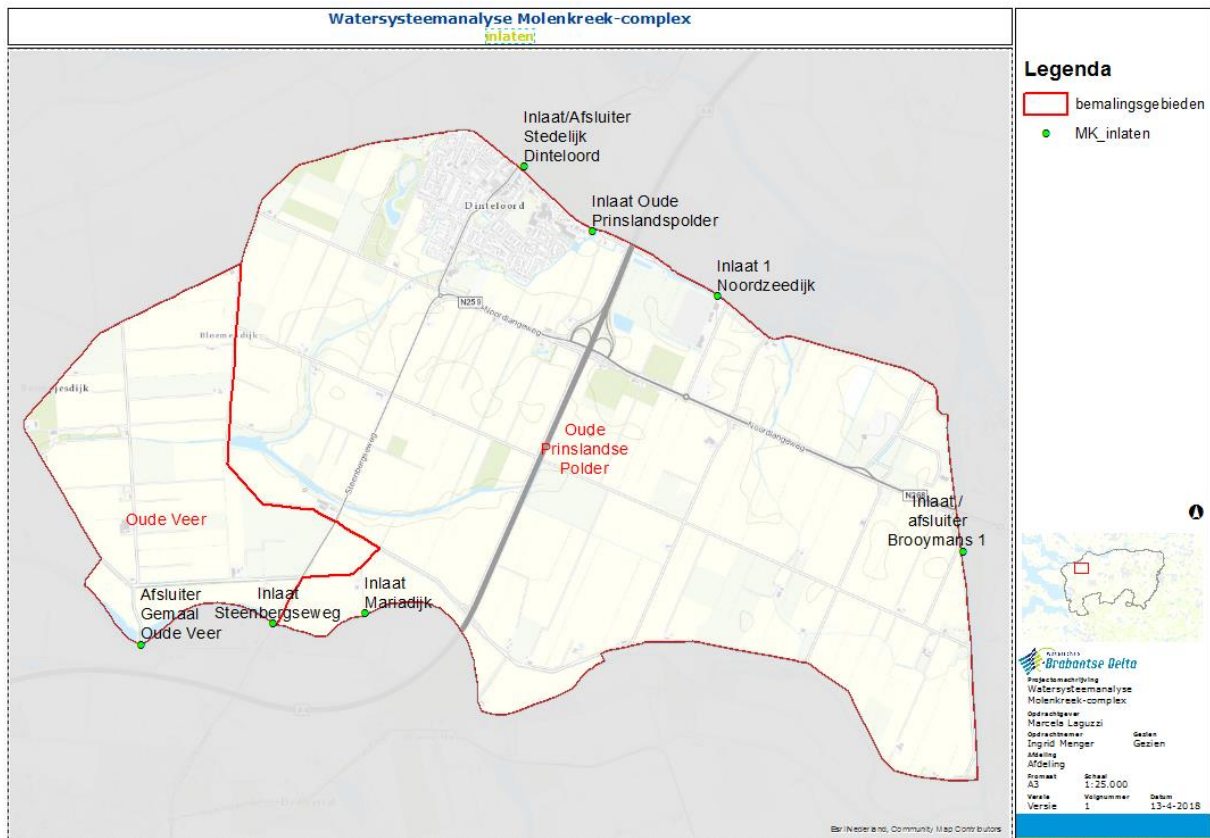 Watersysteemanalyse Molenkreek-complex
inlaten
Inlaat/Afsluiter
Stedelijk
Dinteloord
Dinteloord
Inlaat Oude
Prinslandspolder
Inlaat 1
Noordzeedijk
N259
Noordlangeweg
Steenbergseweg
Oude
Prinslandse
Polder
Noordlangeweg
N268
Inlaat /
afsluiter
Brooymans 1
Oude Veer
Afsluiter
Gemaal
Oude Veer
Inlaat
Steenbergseweg
Inlaat
Mariadijk
Esri Nederland, Community Map Contributors
Legenda
bemalingsgebieden
MK_inlaten
Brabantse Delta
Projectomschrijving
Watersysteemanalyse
Molenkreek-complex
Opdrachtgever
Marcela Laguzzi
Opdrachtnemer Gezien
Ingrid Menger Gezien
Afdeling
Afdeling
Formaat Schaal
A3 1:25.000
Versie Volgnummer Datum
Versie 1 13-4-2018